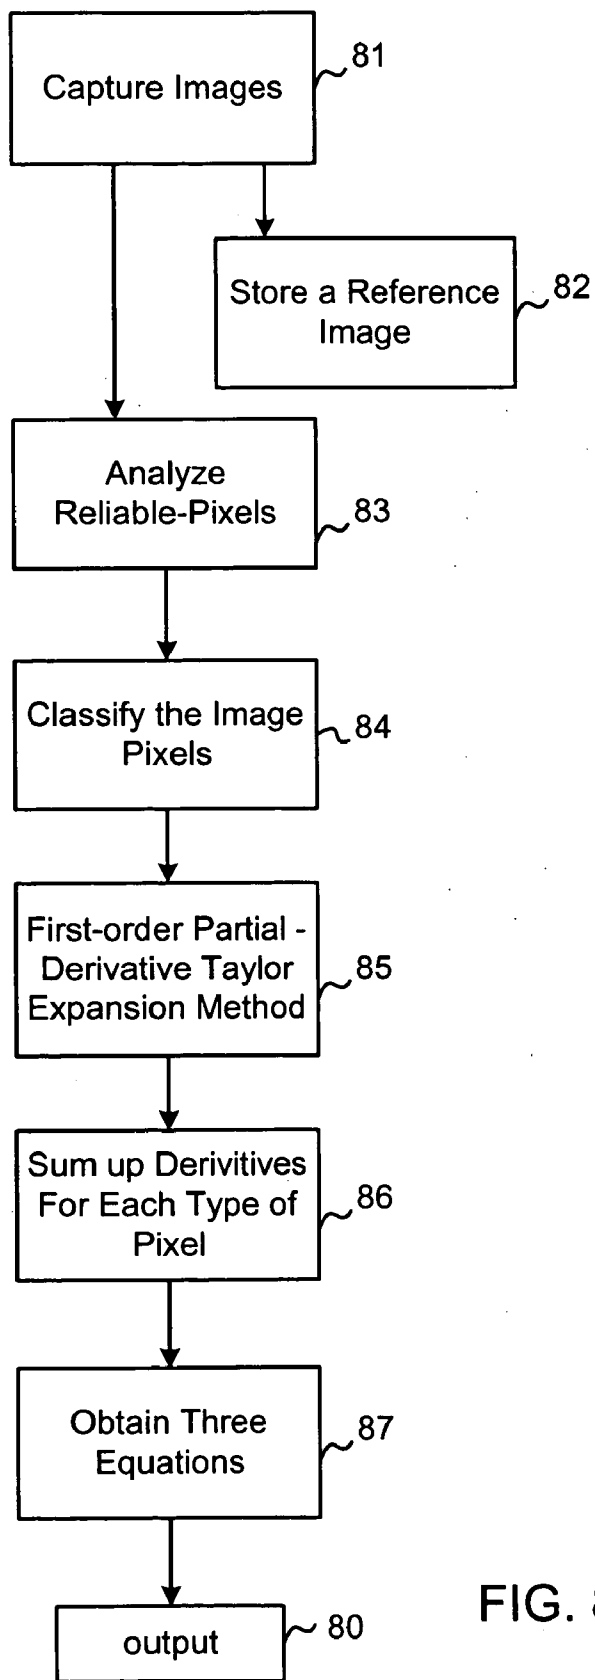 Capture Images
81
Store a Reference
Image
82
Analyze
Reliable-Pixels
83
Classify the Image
Pixels
84
First-order Partial -
Derivative Taylor
Expansion Method
85
Sum up Derivitives
For Each Type of
Pixel
86
Obtain Three
Equations
87
output
80
FIG. 8